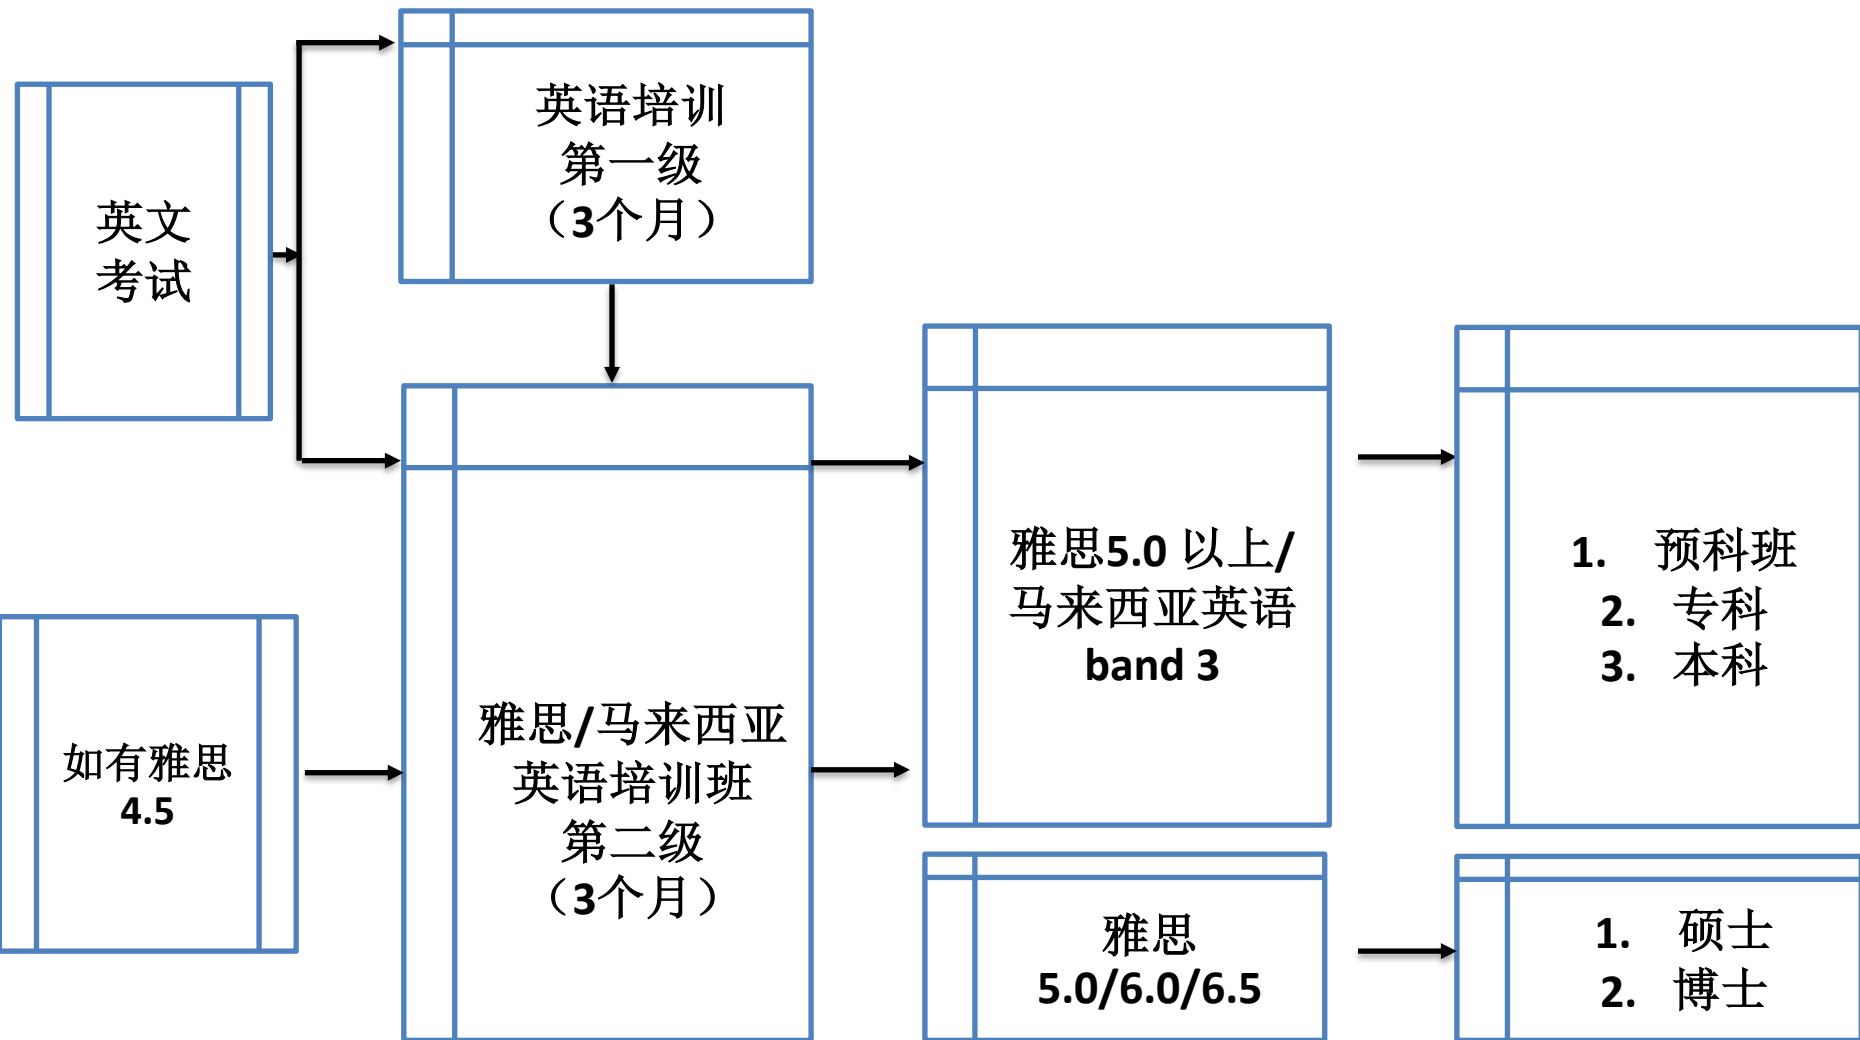 英文
考试
英语培训
第一级
（3个月）
如有雅思
4.5
雅思/马来西亚
英语培训班
第二级
（3个月）
雅思5.0 以上/
马来西亚英语
band 3
1. 预科班
2. 专科
3. 本科
雅思
5.0/6.0/6.5
1. 硕士
2. 博士